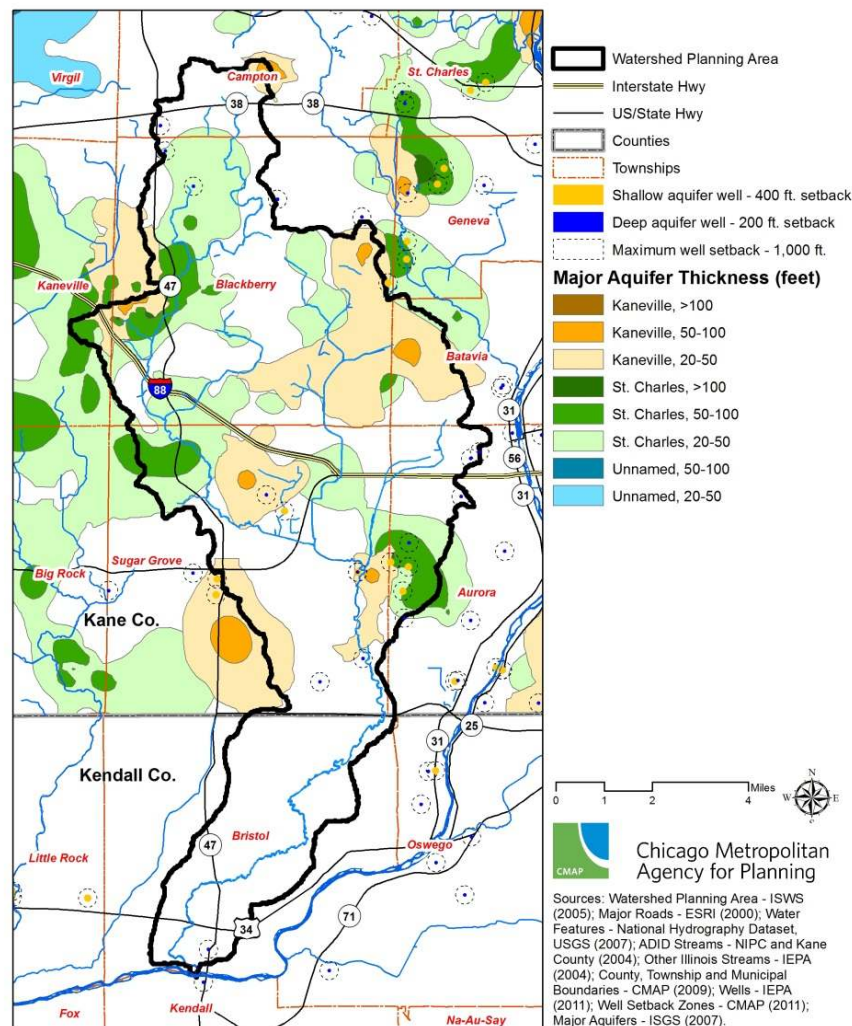 Virgil
Campton
St. Charles
38
38
Geneva
Kaneville
47
Blackberry
Batavia
88
31
56
31
Sugar Grove
Big Rock
Aurora
Kane Co.
25
31
Kendall Co.
47
Bristol
Little Rock
Oswego
71
34
Fox
Kendall
Na-Au-Say
Watershed Planning Area
Interstate Hwy
US/State Hwy
Counties
Townships
Shallow aquifer well - 400 ft. setback
Deep aquifer well - 200 ft. setback
Maximum well setback - 1,000 ft.
Major Aquifer Thickness (feet)
Kaneville, >100
Kaneville, 50-100
Kaneville, 20-50
St. Charles, >100
St. Charles, 50-100
St. Charles, 20-50
Unnamed, 50-100
Unnamed, 20-50
0 1 2 4 Miles
N
W E
S
CMAP
Chicago Metropolitan
Agency for Planning
Sources: Watershed Planning Area - ISWS
(2005); Major Roads - ESRI (2000); Water
Features - National Hydrography Dataset,
USGS (2007); ADID Streams - NIPC and Kane
County (2004); Other Illinois Streams - IEPA
(2004); County, Township and Municipal
Boundaries - CMAP (2009); Wells - IEPA
(2011); Well Setback Zones - CMAP (2011);
Major Aquifers - ISGS (2007).